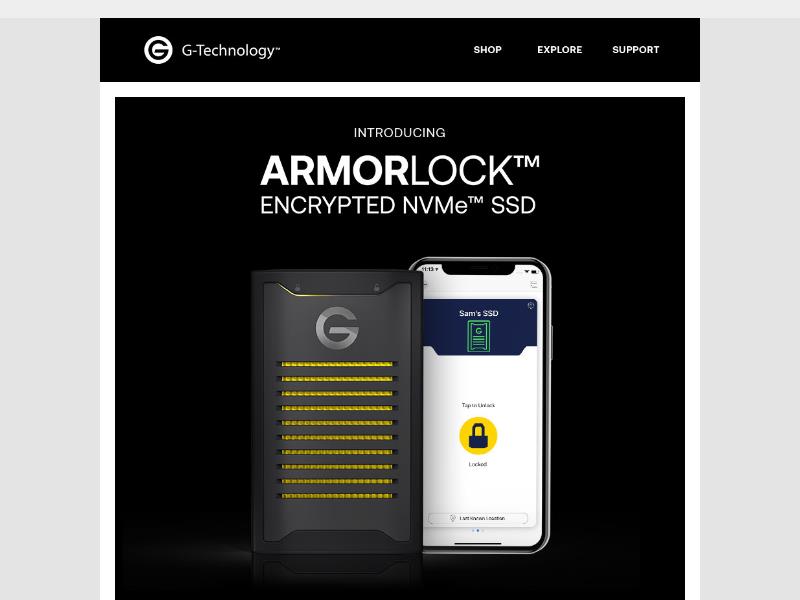 G-Technology™
SHOP EXPLORE SUPPORT
INTRODUCING
ARMORLOCK™
ENCRYPTED NVMe™ SSD
11:13
Sam's SSD
Tap to Unlock
Locked
Last Known Location